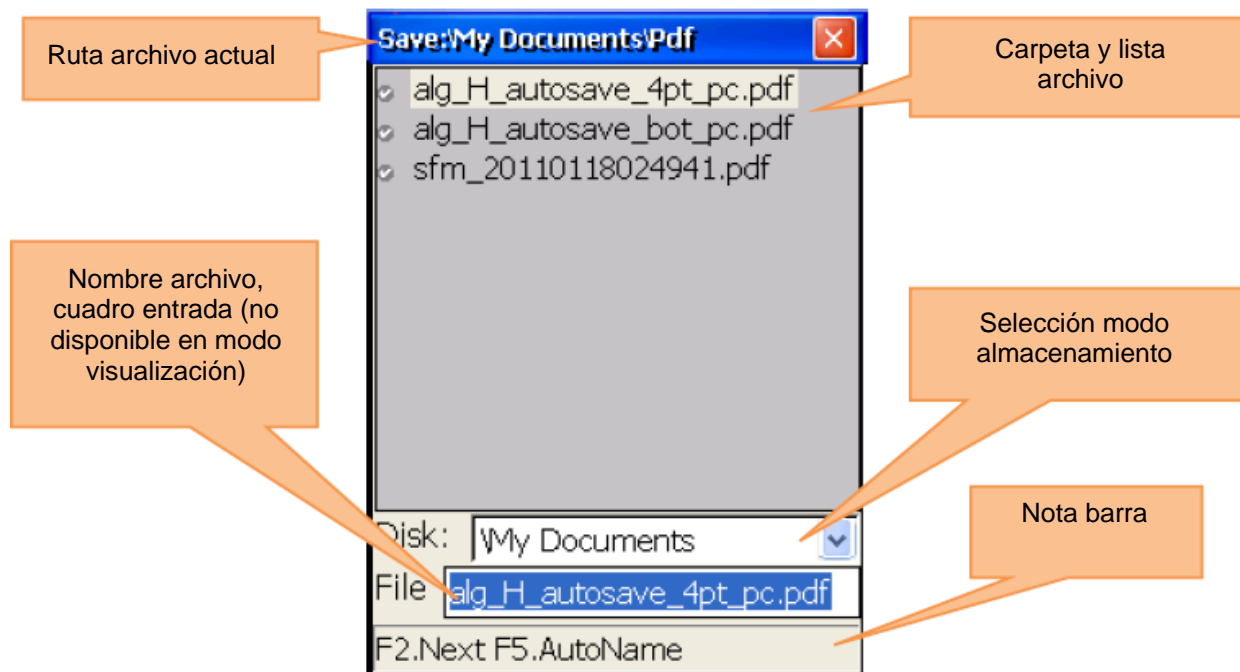 Ruta archivo actual
Save:\My Documents\Pdf
Carpeta y lista
archivo
alg_H_autosave_4pt_pc.pdf
alg_H_autosave_bot_pc.pdf
sfm_20110118024941.pdf
Nombre archivo,
cuadro entrada (no
disponible en modo
visualización)
Selección modo
almacenamiento
Nota barra
Disk: \My Documents
File alg_H_autosave_4pt_pc.pdf
F2.Next F5.AutoName